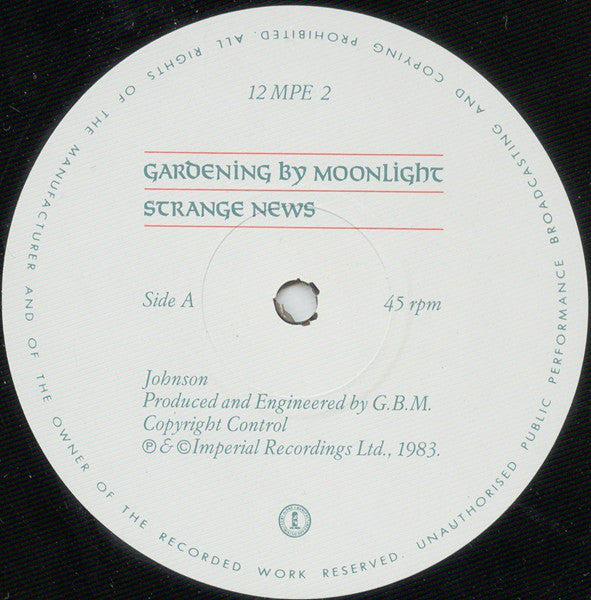 12 MPE 2
GARDENING BY MOONLIGHT
STRANGE NEWS
Side A
45 rpm
Johnson
Produced and Engineered by G.B.M.
Copyright Control
℗ & ©Imperial Recordings Ltd., 1983.
ALL RIGHTS OF THE MANUFACTURER AND OF THE OWNER OF THE RECORDED WORK RESERVED. UNAUTHORISED PUBLIC PERFORMANCE BROADCASTING AND COPYING PROHIBITED.